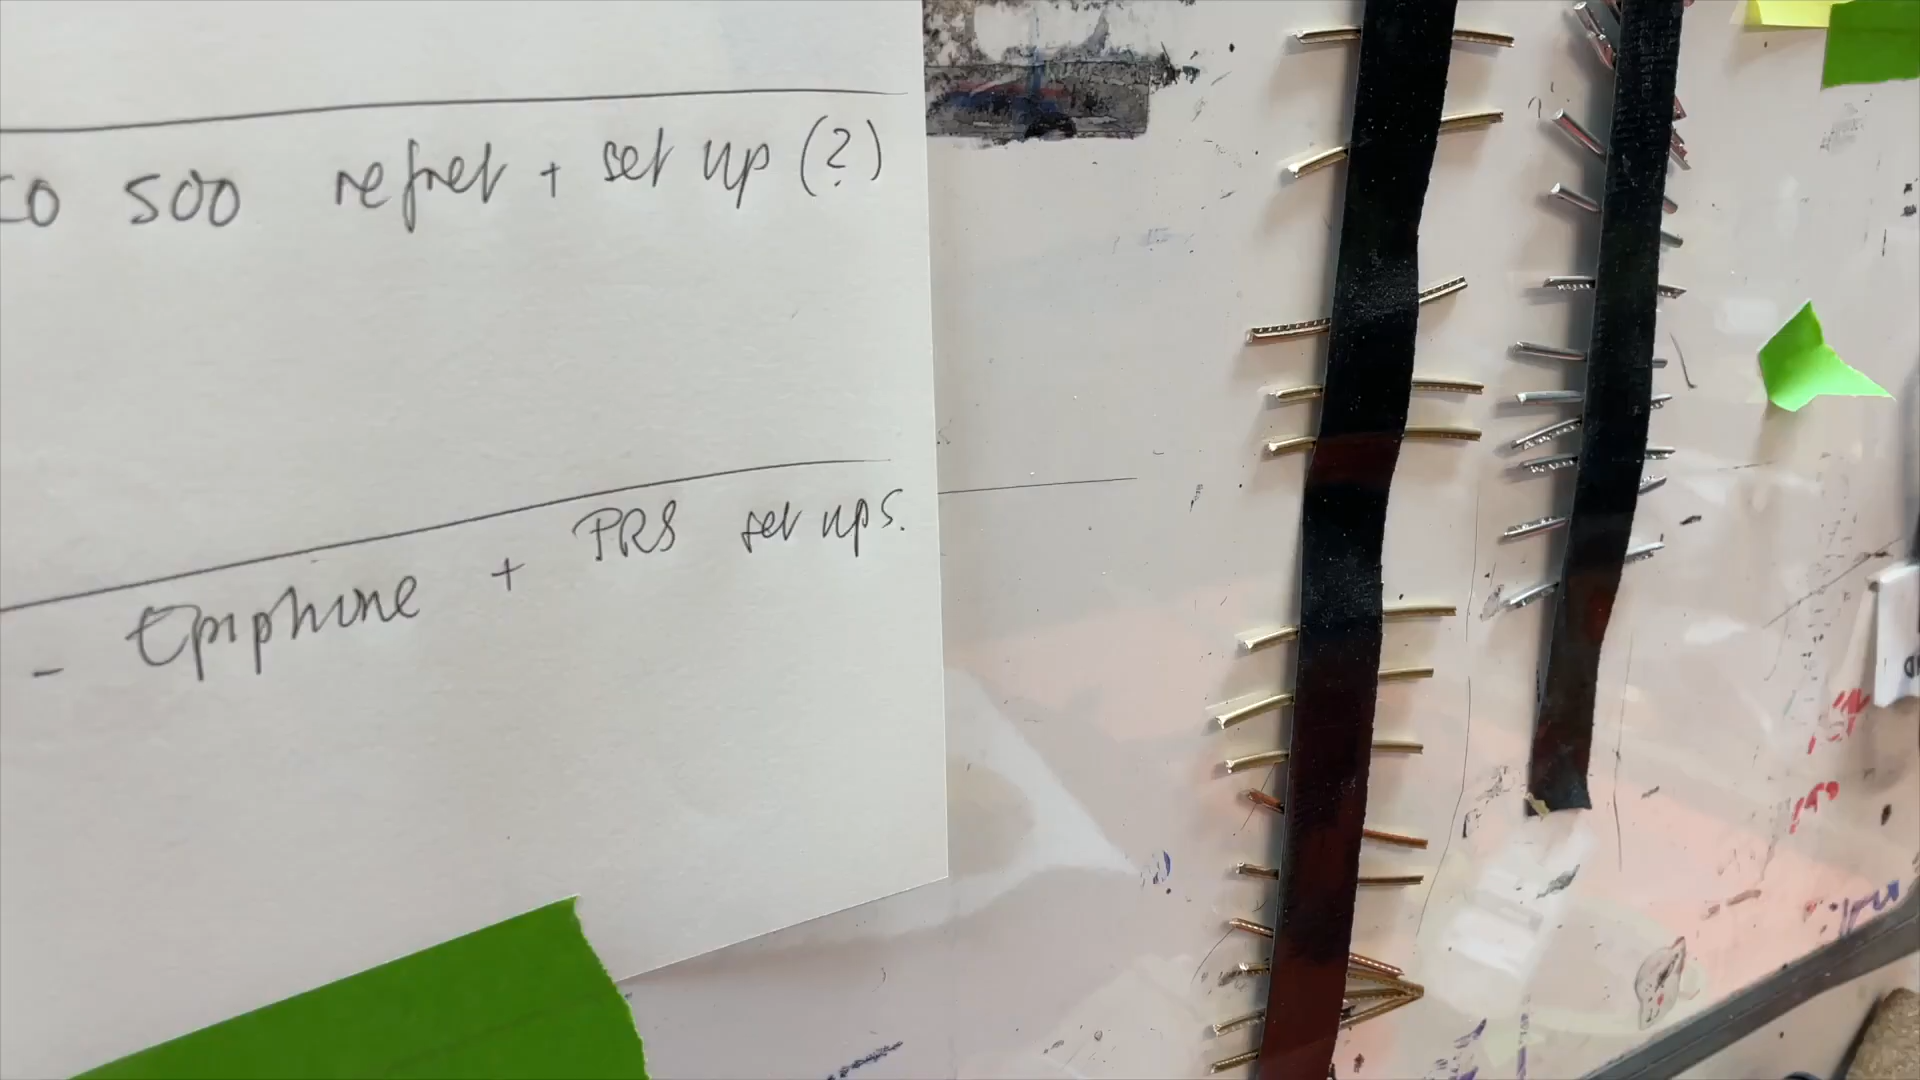 500 refret + set up (?)
- Epiphone + PRS set ups.